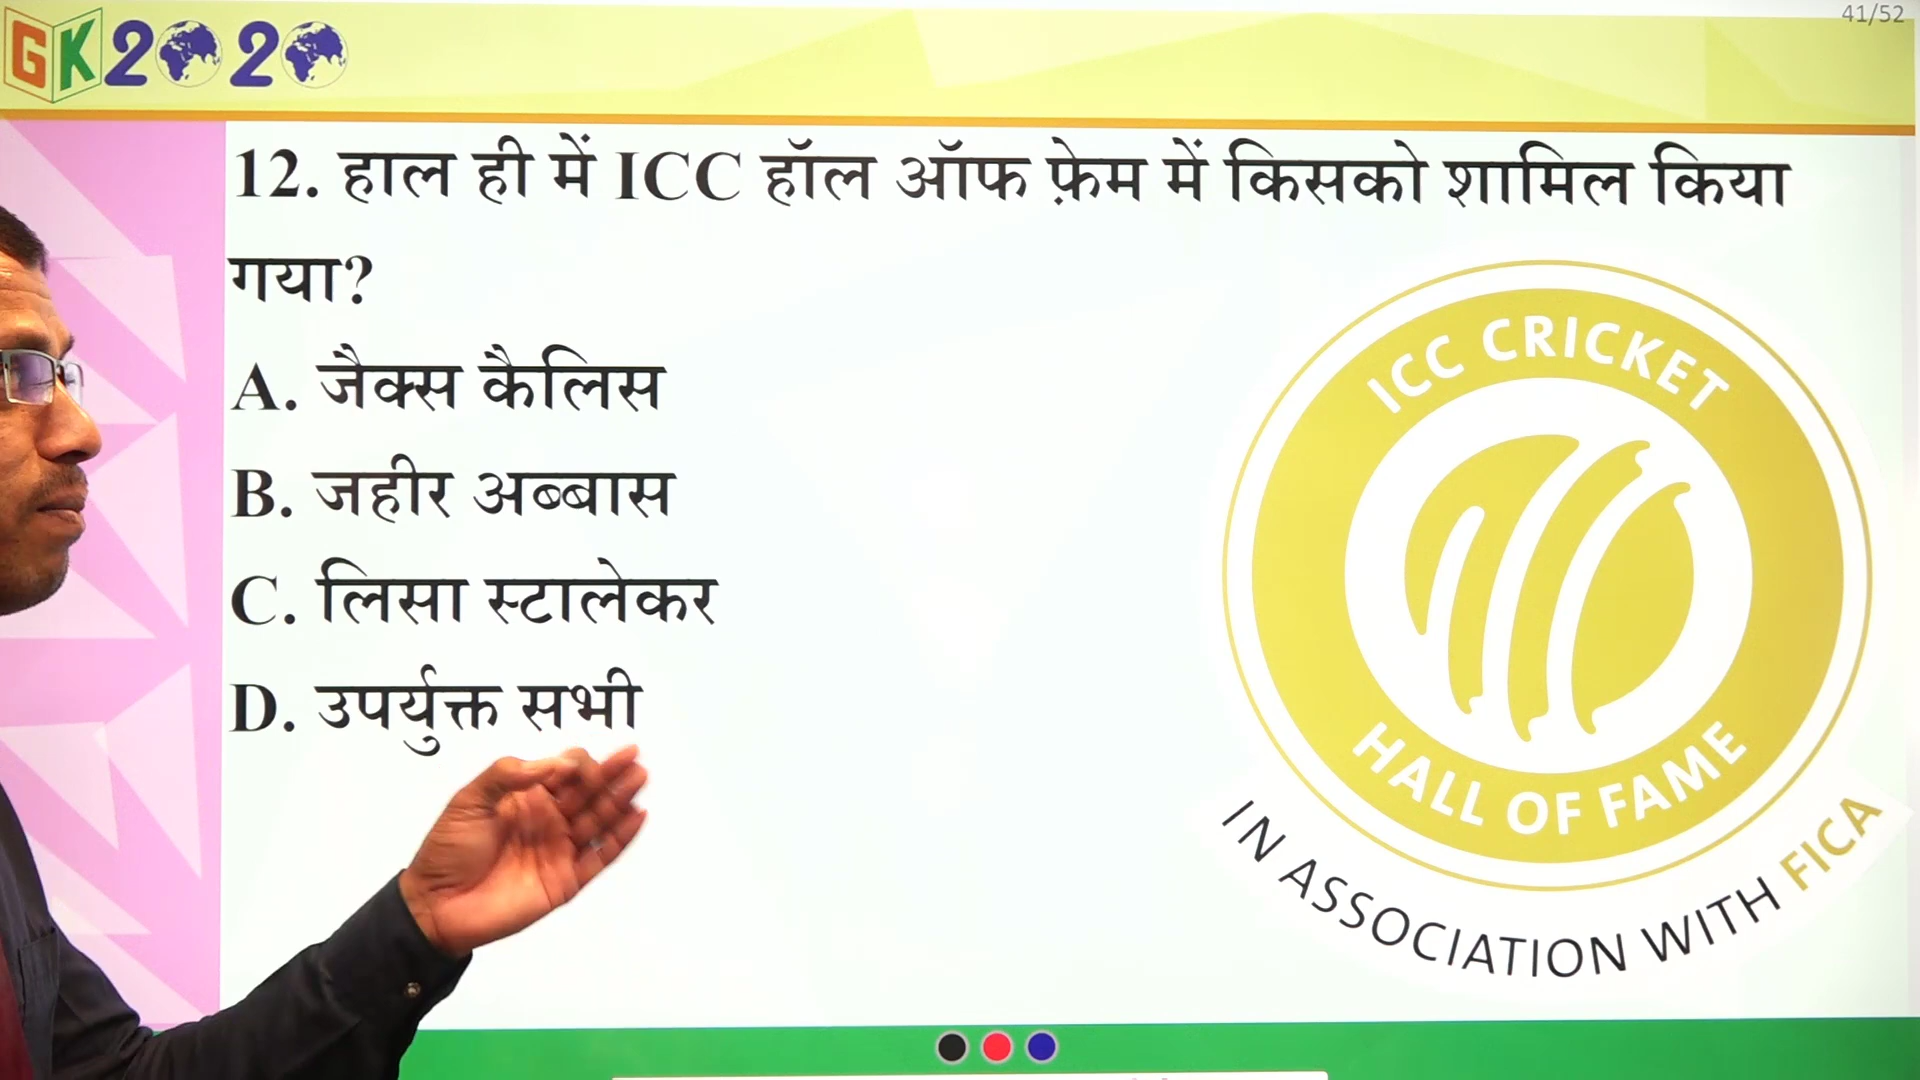 41/52
GK2020
12. हाल ही में ICC हॉल ऑफ फ़ेम में किसको शामिल किया
गया?
A. जैक्स कैलिस
B. जहीर अब्बास
C. लिसा स्टालेकर
D. उपर्युक्त सभी
ICC CRICKET
HALL OF FAME
IN ASSOCIATION WITH FICA